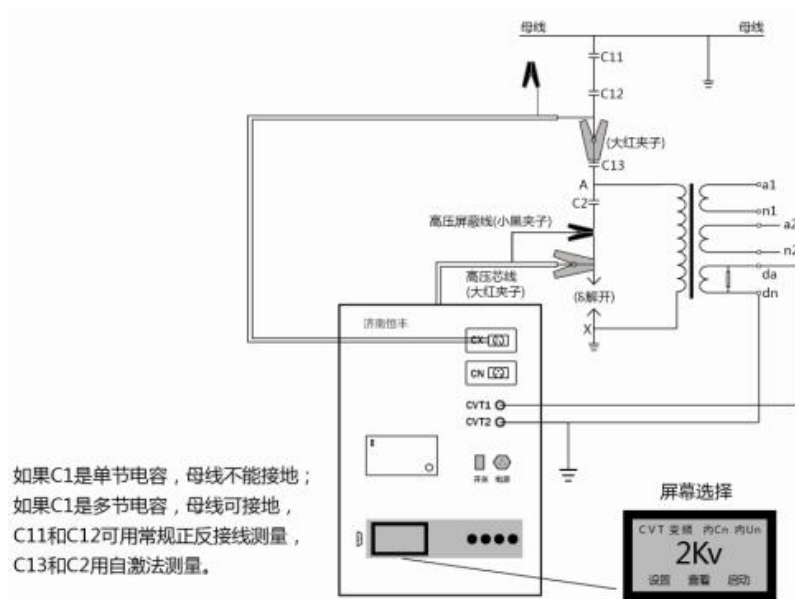 母线
母线
C11
C12
(大红夹子)
C13
A
C2
a1
n1
高压屏蔽线(小黑夹子)
a2
n2
高压芯线
(大红夹子)
da
dn
(δ解开)
X
济南恒丰
CX
CN
CVT1
CVT2
开关
电源
如果C1是单节电容，母线不能接地；
如果C1是多节电容，母线可接地，
C11和C12可用常规正反接线测量，
C13和C2用自激法测量。
屏幕选择
CVT 变频 内Cn 内Un
2Kv
设置 查看 启动